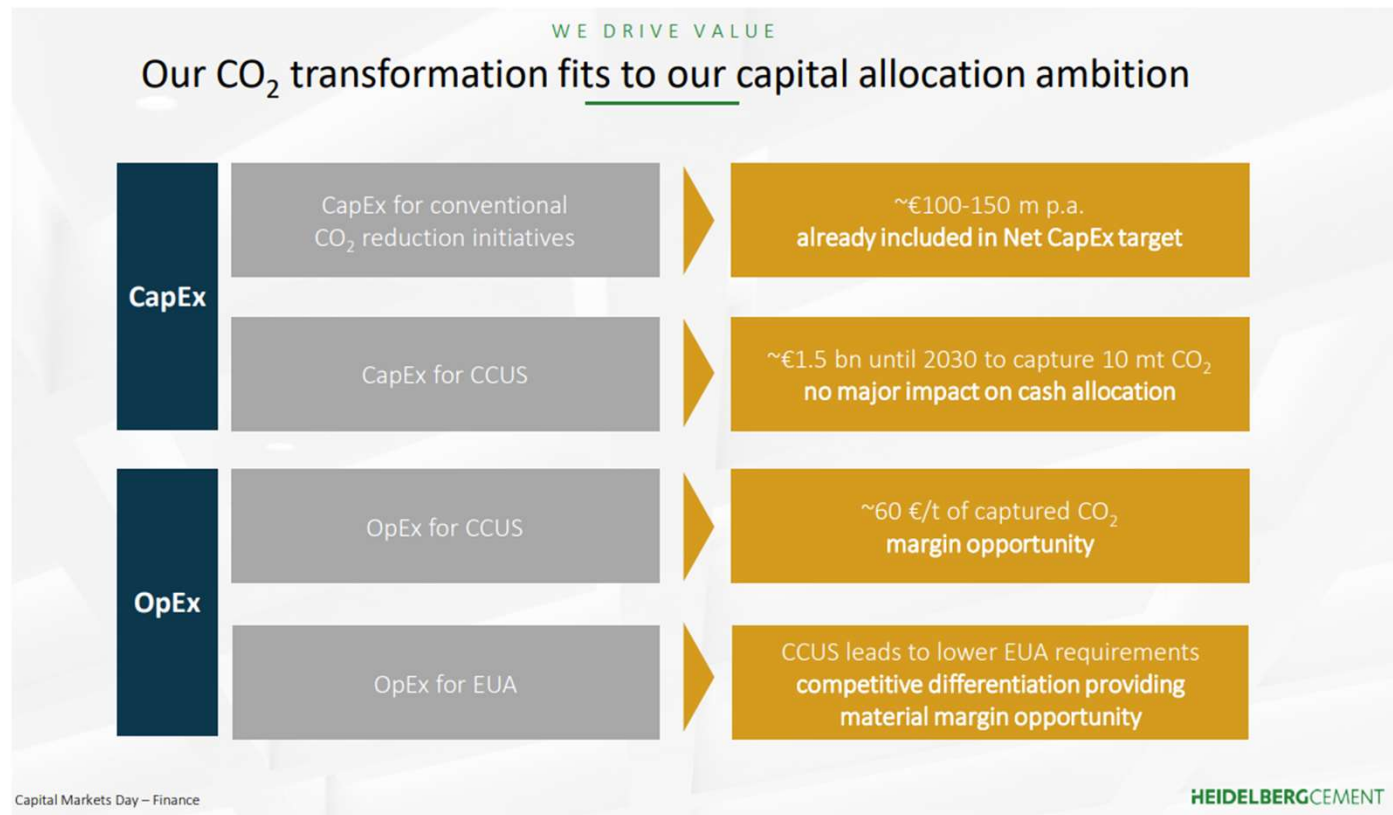 WE DRIVE VALUE
Our CO₂ transformation fits to our capital allocation ambition
CapEx
CapEx for conventional
CO₂ reduction initiatives
~€100-150 m p.a.
already included in Net CapEx target
CapEx for CCUS
~€1.5 bn until 2030 to capture 10 mt CO₂
no major impact on cash allocation
OpEx
OpEx for CCUS
~60 €/t of captured CO₂
margin opportunity
OpEx for EUA
CCUS leads to lower EUA requirements
competitive differentiation providing
material margin opportunity
Capital Markets Day – Finance
HEIDELBERGCEMENT